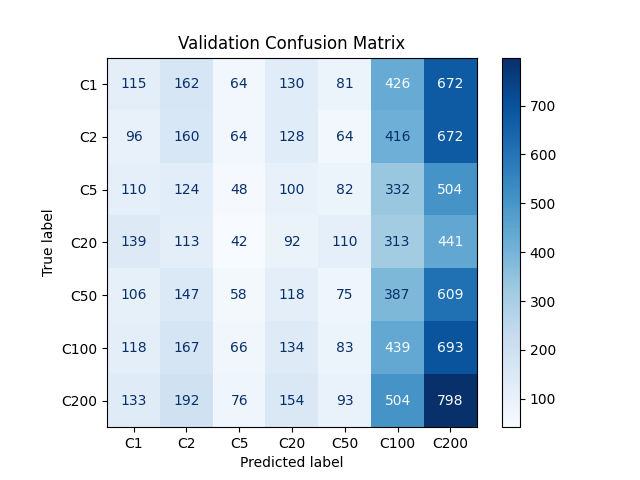 Validation Confusion Matrix
C1 115 162 64 130 81 426 672
C2 96 160 64 128 64 416 672
C5 110 124 48 100 82 332 504
C20 139 113 42 92 110 313 441
C50 106 147 58 118 75 387 609
C100 118 167 66 134 83 439 693
C200 133 192 76 154 93 504 798
C1 C2 C5 C20 C50 C100 C200
Predicted label
True label
700
600
500
400
300
200
100